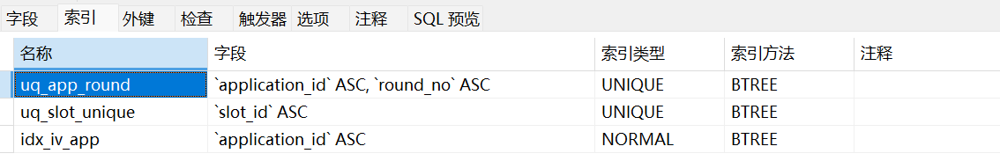 字段 索引 外键 检查 触发器 选项 注释 SQL 预览
名称 字段 索引类型 索引方法 注释
uq_app_round `application_id` ASC, `round_no` ASC UNIQUE BTREE
uq_slot_unique `slot_id` ASC UNIQUE BTREE
idx_iv_app `application_id` ASC NORMAL BTREE